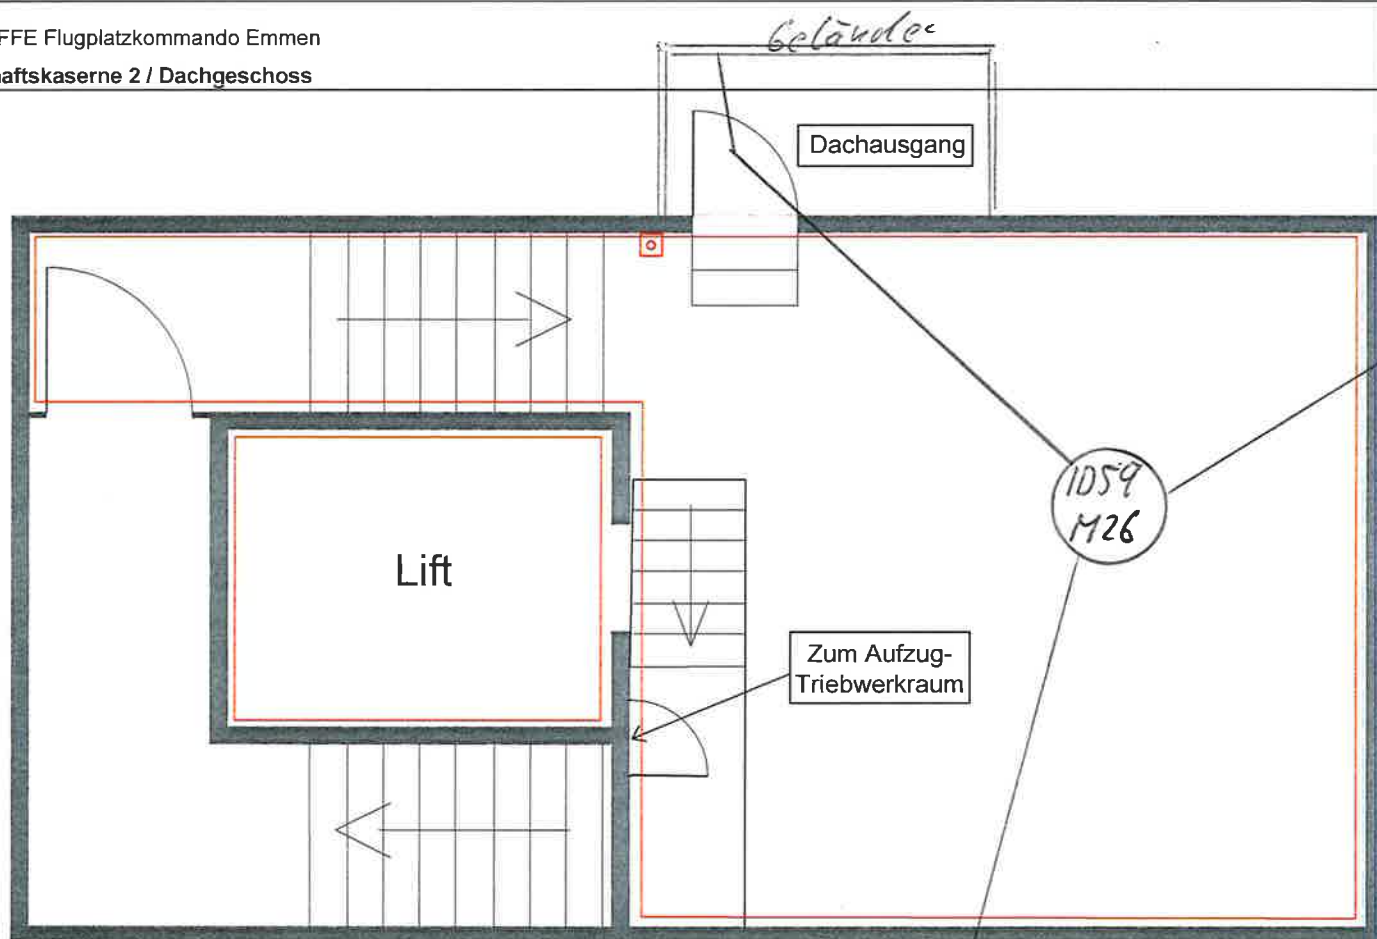 FFE Flugplatzkommando Emmen
aftskaserne 2 / Dachgeschoss
Geländer
Dachausgang
1D59
M26
Lift
Zum Aufzug-
Triebwerkraum